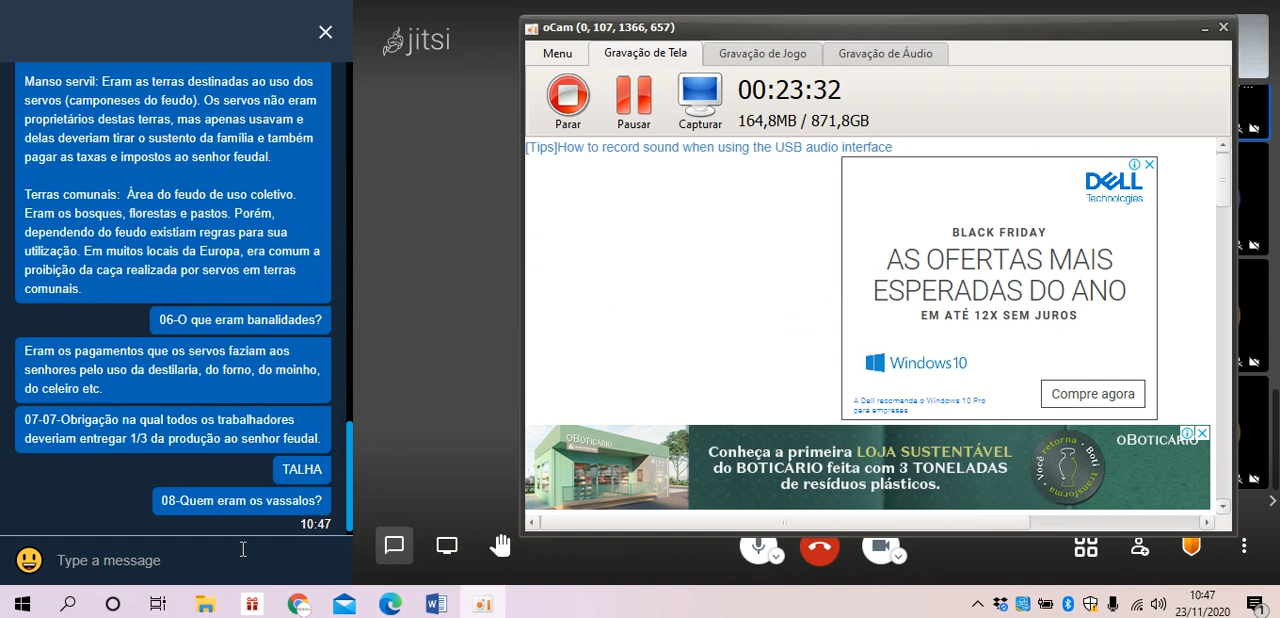 Manso servil: Eram as terras destinadas ao uso dos
servos (camponeses do feudo). Os servos não eram
proprietários destas terras, mas apenas usavam e
delas deveriam tirar o sustento da família e também
pagar as taxas e impostos ao senhor feudal.
Terras comunais:  Área do feudo de uso coletivo.
Eram os bosques, florestas e pastos. Porém,
dependendo do feudo existiam regras para sua
utilização. Em muitos locais da Europa, era comum a
proibição da caça realizada por servos em terras
comunais.
06-O que eram banalidades?
Eram os pagamentos que os servos faziam aos
senhores pelo uso da destilaria, do forno, do moinho,
do celeiro etc.
07-07-Obrigação na qual todos os trabalhadores
deveriam entregar 1/3 da produção ao senhor feudal.
TALHA
08-Quem eram os vassalos?
10:47
Type a message
jitsi
oCam (0, 107, 1366, 657)
Menu
Gravação de Tela
Gravação de Jogo
Gravação de Áudio
Parar
Pausar
Capturar
00:23:32
164,8MB / 871,8GB
[Tips]How to record sound when using the USB audio interface
DELL
Technologies
BLACK FRIDAY
AS OFERTAS MAIS
ESPERADAS DO ANO
EM ATÉ 12X SEM JUROS
Windows10
A Dell recomenda o Windows 10 Pro
para empresas
Compre agora
OBOTICÁRIO
Conheça a primeira LOJA SUSTENTÁVEL
do BOTICÁRIO feita com 3 TONELADAS
de resíduos plásticos.
Você retorna, Boti transforma
OBOTICÁRIO
10:47
23/11/2020
1